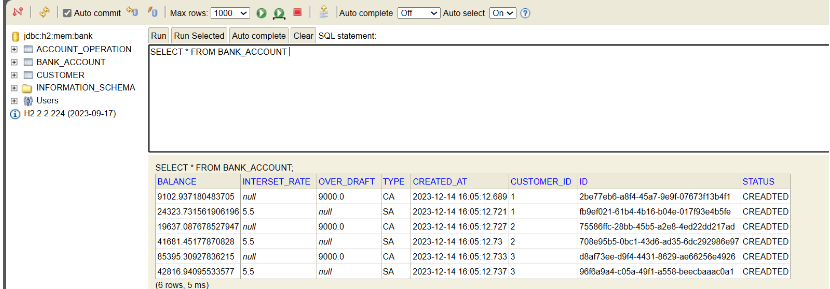 Auto commit Max rows: 1000 Auto complete Off Auto select On
jdbc:h2:mem:bank
ACCOUNT_OPERATION
BANK_ACCOUNT
CUSTOMER
INFORMATION_SCHEMA
Users
H2 2.2.224 (2023-09-17)
Run Run Selected Auto complete Clear SQL statement:
SELECT * FROM BANK_ACCOUNT
SELECT * FROM BANK_ACCOUNT;
BALANCE INTERSET_RATE OVER_DRAFT TYPE CREATED_AT CUSTOMER_ID ID STATUS
9102.937180483705 null 9000.0 CA 2023-12-14 16:05:12.689 1 2be77eb6-a8f4-45a7-9e9f-07673f13b4f1 CREADTED
24323.731561906196 5.5 null SA 2023-12-14 16:05:12.721 1 fb9ef021-61b4-4b16-b04e-017f93e4b5fe CREADTED
19637.087678527947 null 9000.0 CA 2023-12-14 16:05:12.727 2 75586ffc-28bb-45b5-a2e8-4ed22dd217ad CREADTED
41681.45177870828 5.5 null SA 2023-12-14 16:05:12.73 2 708e95b5-0bc1-43d6-ad35-6dc292986e97 CREADTED
85395.30927836215 null 9000.0 CA 2023-12-14 16:05:12.733 3 d8af73ee-d9f4-4431-8629-ae66256e4926 CREADTED
42816.94095533577 5.5 null SA 2023-12-14 16:05:12.737 3 96f6a9a4-c05a-49f1-a558-beecbaaac0a1 CREADTED
(6 rows, 5 ms)